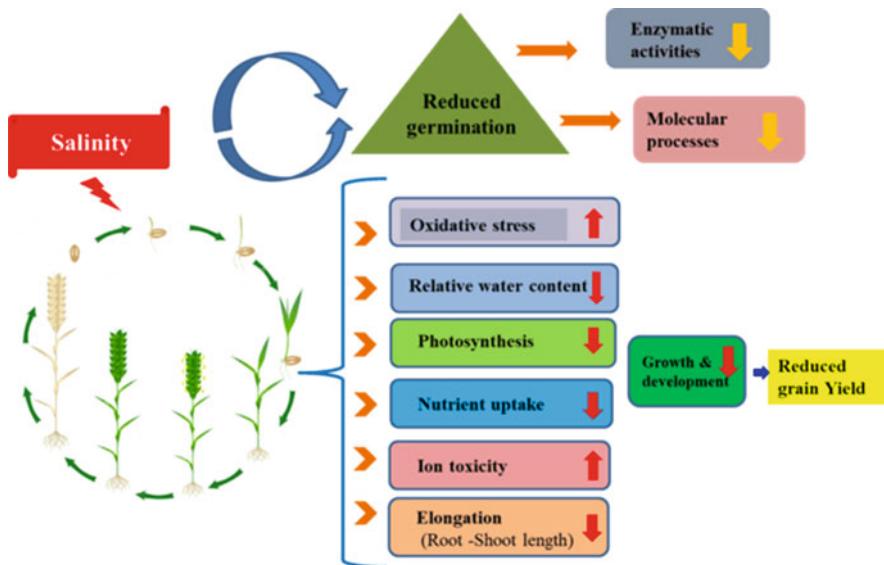 Salinity
Reduced
germination
Enzymatic
activities
Molecular
processes
Oxidative stress
Relative water content
Photosynthesis
Nutrient uptake
Ion toxicity
Elongation
(Root -Shoot length)
Growth &
development
Reduced
grain Yield